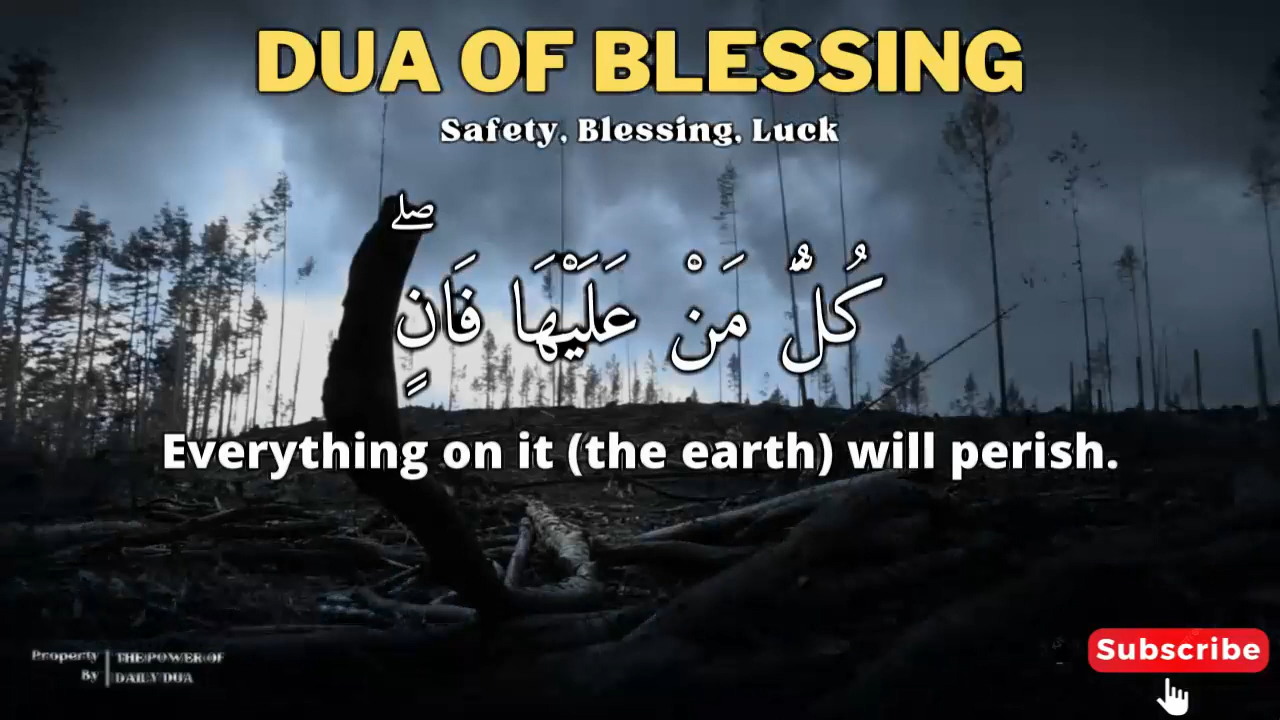 DUA OF BLESSING
Safety, Blessing, Luck
كُلُّ مَنْ عَلَيْهَا فَانٍ ۖ
Everything on it (the earth) will perish.
Property By
THE POWER OF
DAILY DUA
Subscribe